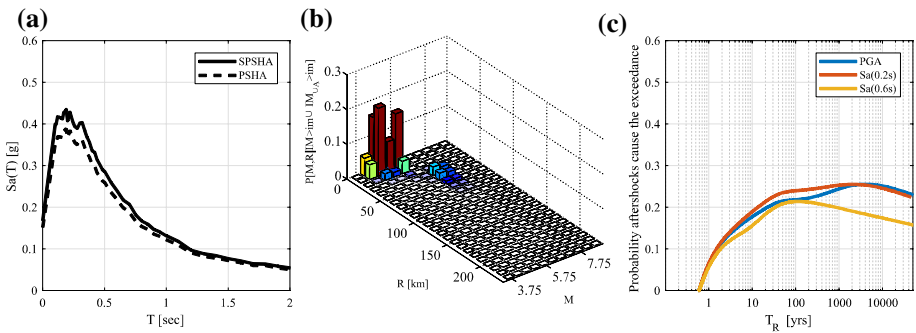 (a)
0.6
0.5
0.4
0.3
0.2
0.1
0
Sa(T) [g]
SPSHA
PSHA
0 0.5 1 1.5 2
T [sec]
(b)
0.3
0.2
0.1
0
P[M,R|IM>im∪ IM∪A>im]
0
50
100
150
200
R [km]
3.75
5.75
7.75
M
(c)
Probability aftershocks cause the exceedance
0.6
0.5
0.4
0.3
0.2
0.1
0
PGA
Sa(0.2s)
Sa(0.6s)
1 10 100 1000 10000
T_R [yrs]